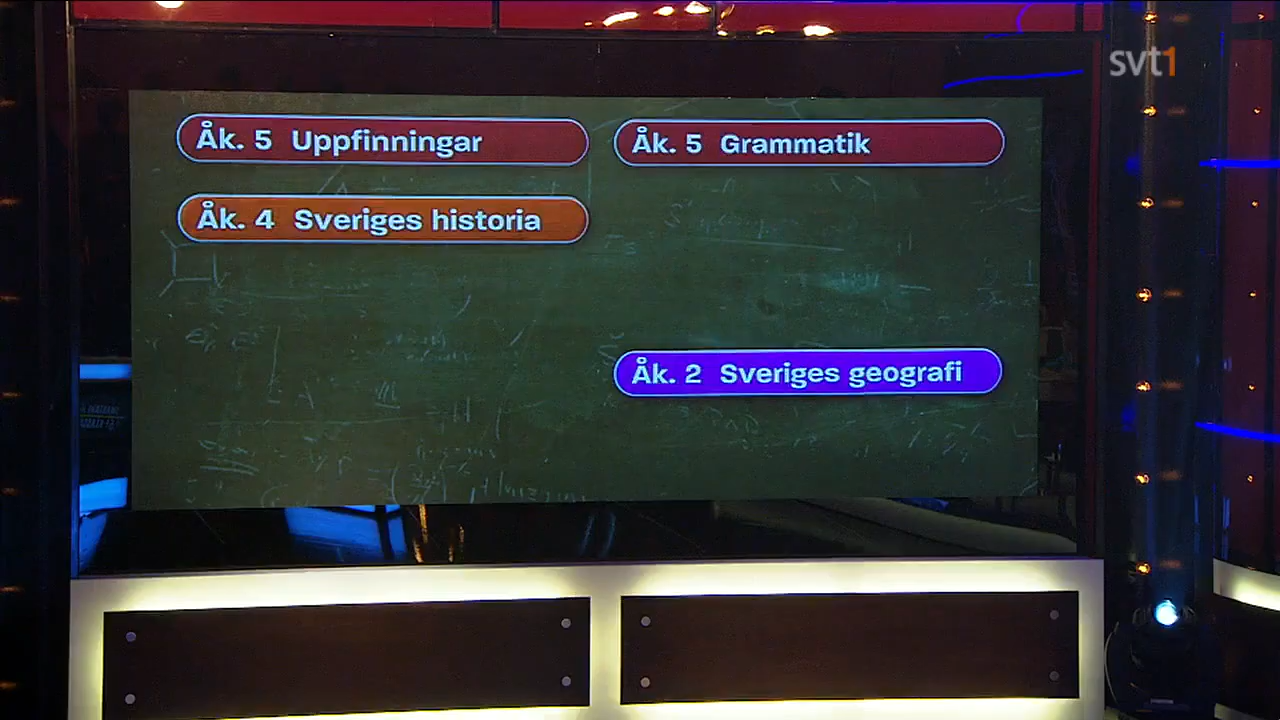 svt1
Åk. 5 Uppfinningar
Åk. 5 Grammatik
Åk. 4 Sveriges historia
Åk. 2 Sveriges geografi